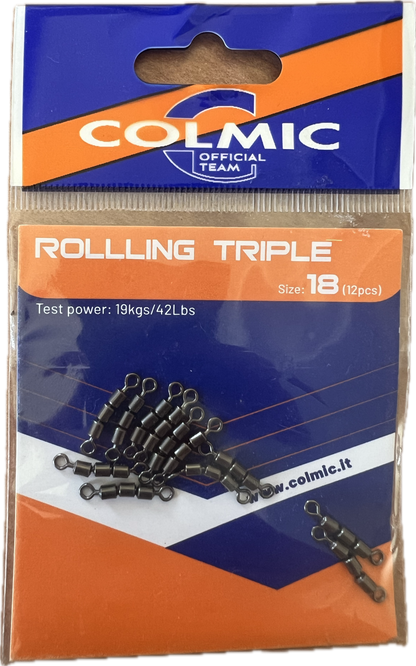 COLMIC
OFFICIAL
TEAM
ROLLLING TRIPLE
Size: 18 (12pcs)
Test power: 19kgs/42Lbs
www.colmic.it